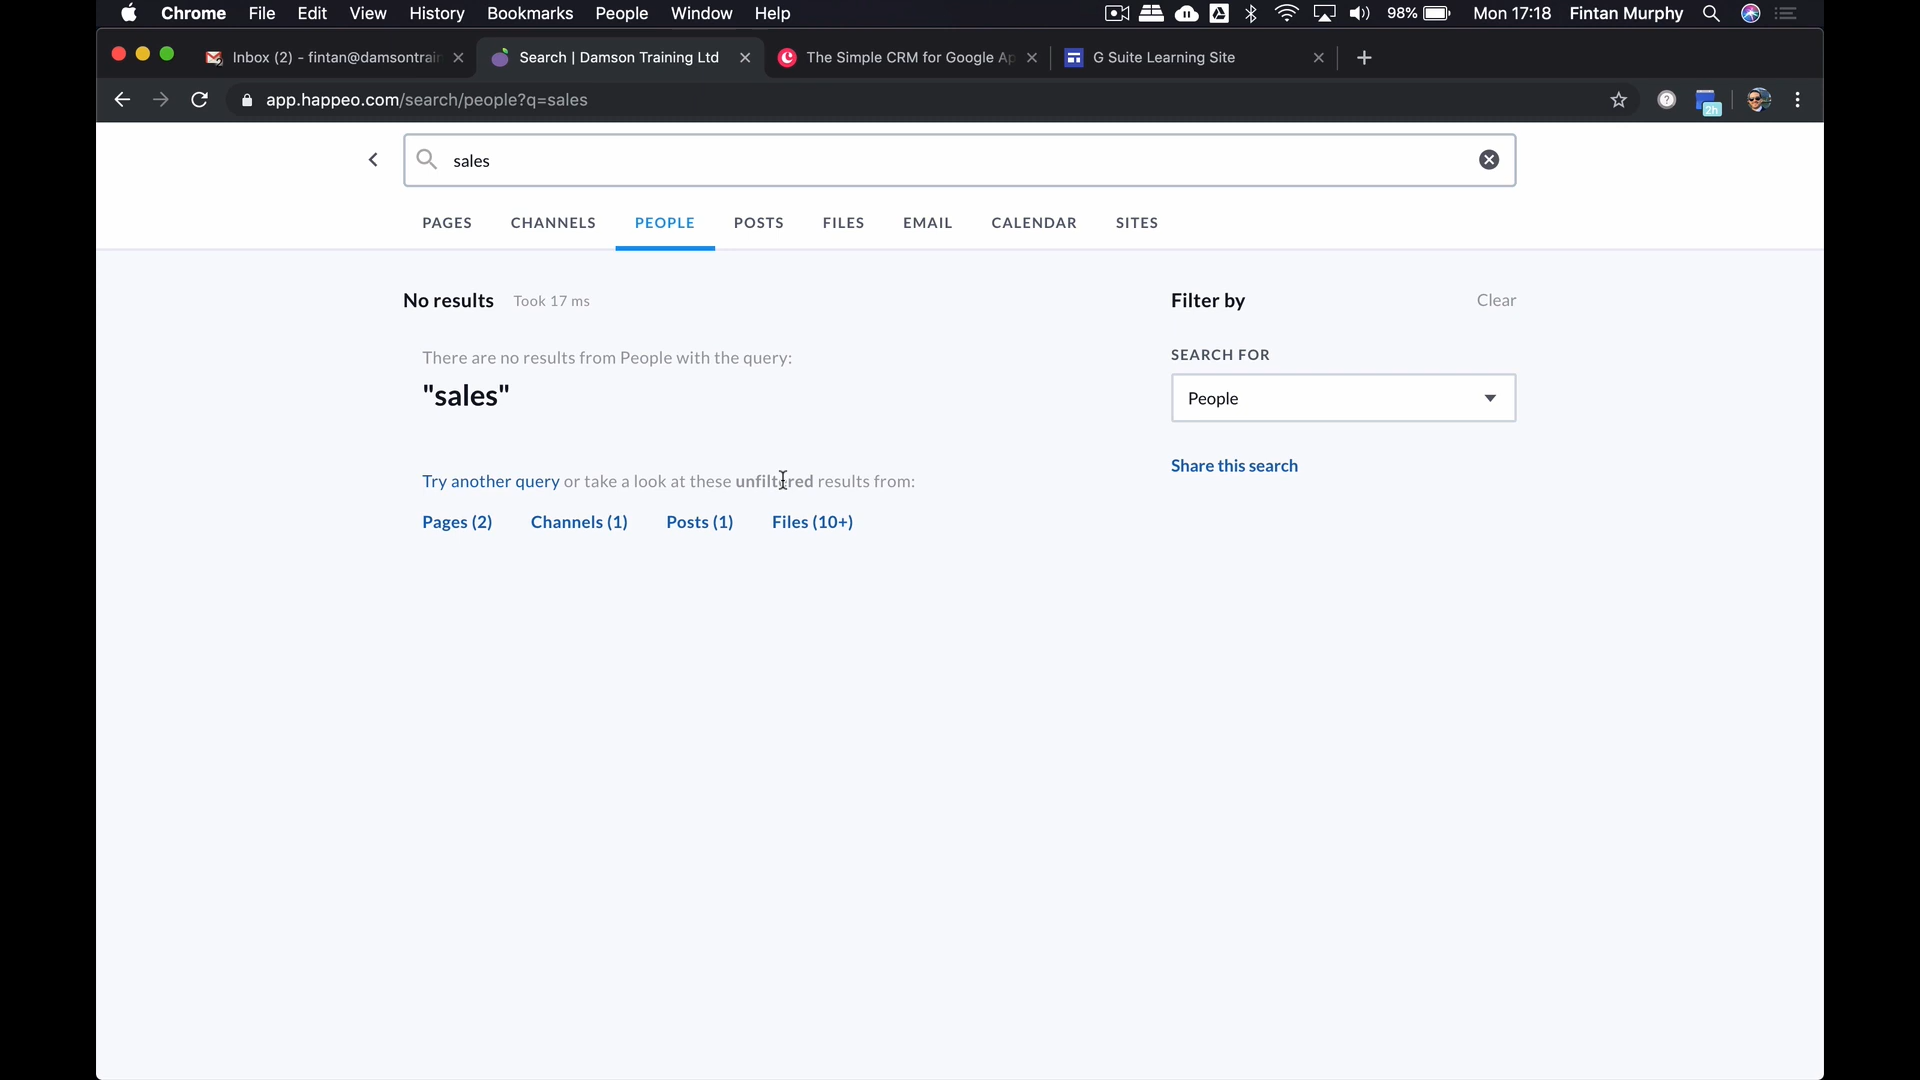 Chrome File Edit View History Bookmarks People Window Help 98% Mon 17:18 Fintan Murphy
Inbox (2) - fintan@damsontrain Search | Damson Training Ltd The Simple CRM for Google Ap G Suite Learning Site
app.happeo.com/search/people?q=sales 2h
sales
PAGES CHANNELS PEOPLE POSTS FILES EMAIL CALENDAR SITES
No results Took 17 ms Filter by Clear
There are no results from People with the query: SEARCH FOR
"sales" People
Share this search
Try another query or take a look at these unfiltered results from:
Pages (2) Channels (1) Posts (1) Files (10+)